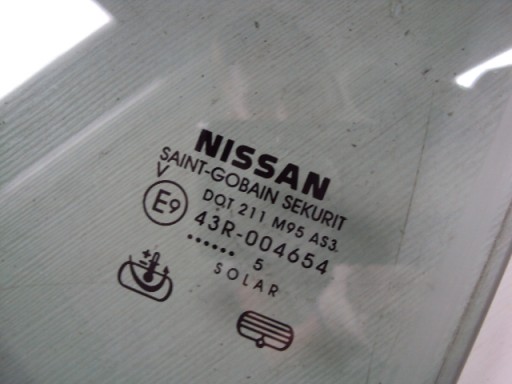 NISSAN
SAINT-GOBAIN SEKURIT
V
DOT 211 M95 AS3
E9 43R-004654
...... 5
SOLAR